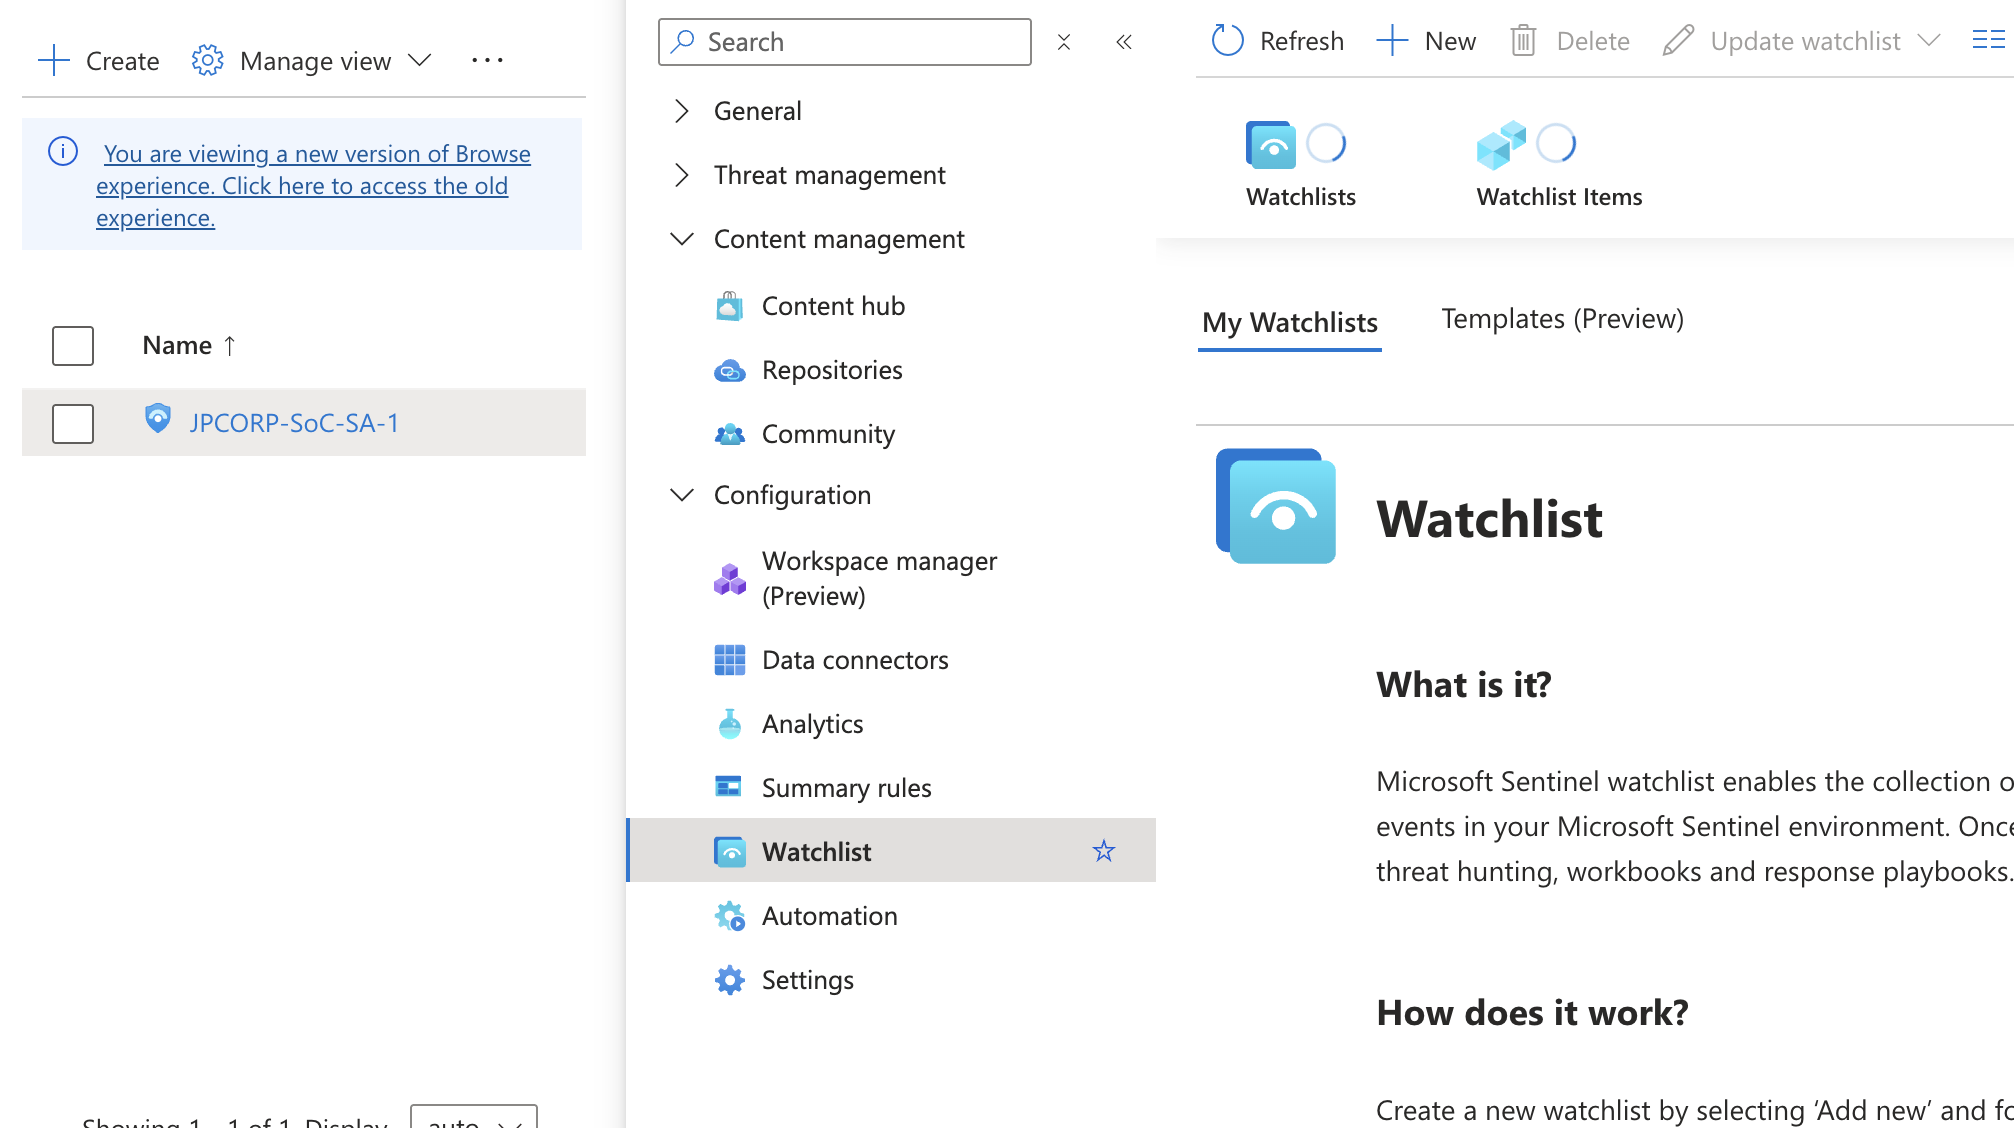 Create
Manage view
You are viewing a new version of Browse
experience. Click here to access the old
experience.
Name ↑
JPCORP-SoC-SA-1
Showing 1 - 1 of 1. Display
auto
Search
General
Threat management
Content management
Content hub
Repositories
Community
Configuration
Workspace manager
(Preview)
Data connectors
Analytics
Summary rules
Watchlist
Automation
Settings
Refresh
New
Delete
Update watchlist
Watchlists
Watchlist Items
My Watchlists
Templates (Preview)
Watchlist
What is it?
Microsoft Sentinel watchlist enables the collection
events in your Microsoft Sentinel environment. Once
threat hunting, workbooks and response playbooks.
How does it work?
Create a new watchlist by selecting ‘Add new’ and